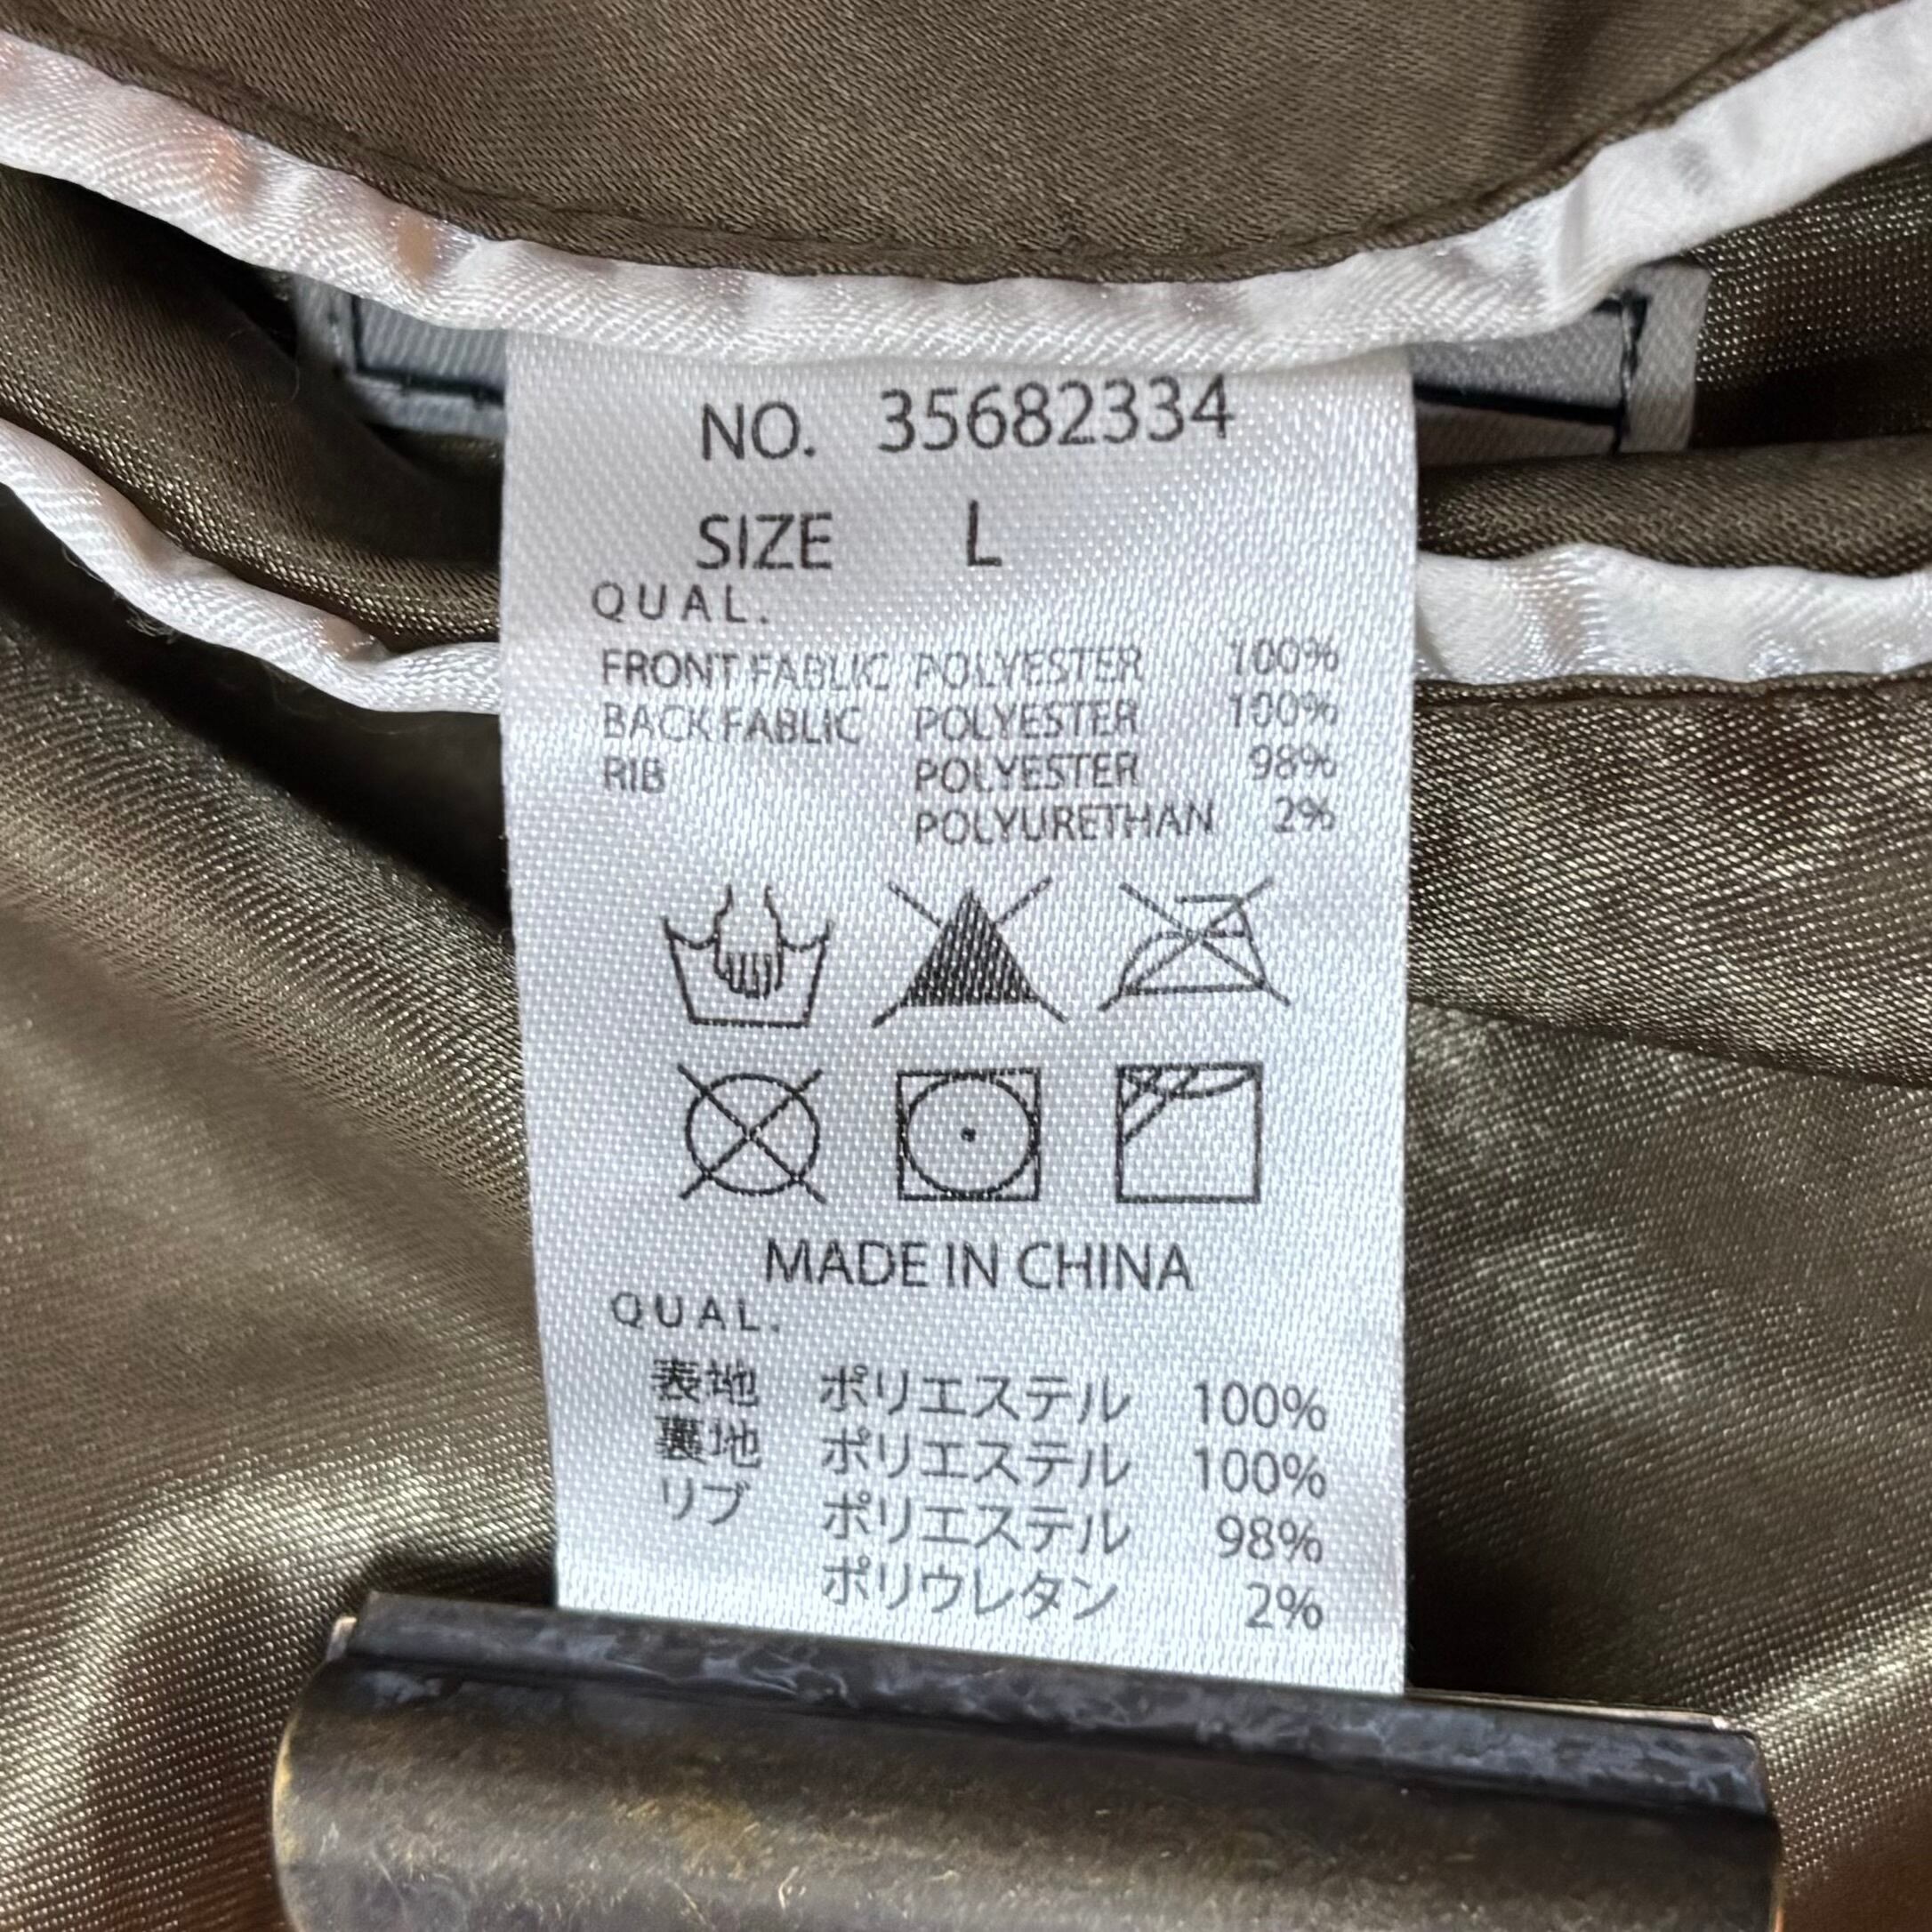 NO. 35682334
SIZE L
QUAL.
FRONT FABLIC POLYESTER 100%
BACK FABLIC POLYESTER 100%
RIB POLYESTER 98%
POLYURETHAN 2%
MADE IN CHINA
QUAL.
表地 ポリエステル 100%
裏地 ポリエステル 100%
リブ ポリエステル 98%
ポリウレタン 2%